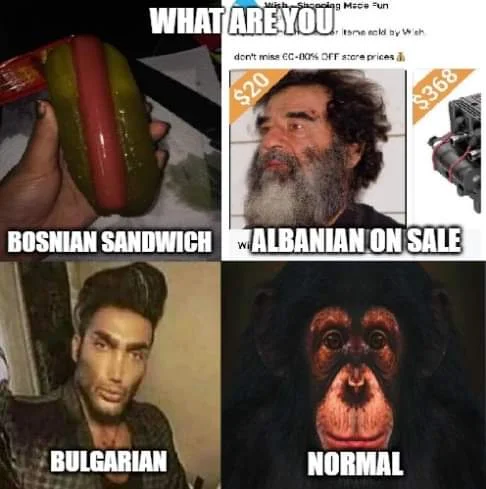 WHAT ARE YOU
Wish - Shopping Made Fun
items sold by Wish.
don't miss 60-80% OFF store prices
$20
$368
BOSNIAN SANDWICH
Wi
ALBANIAN ON SALE
BULGARIAN
NORMAL